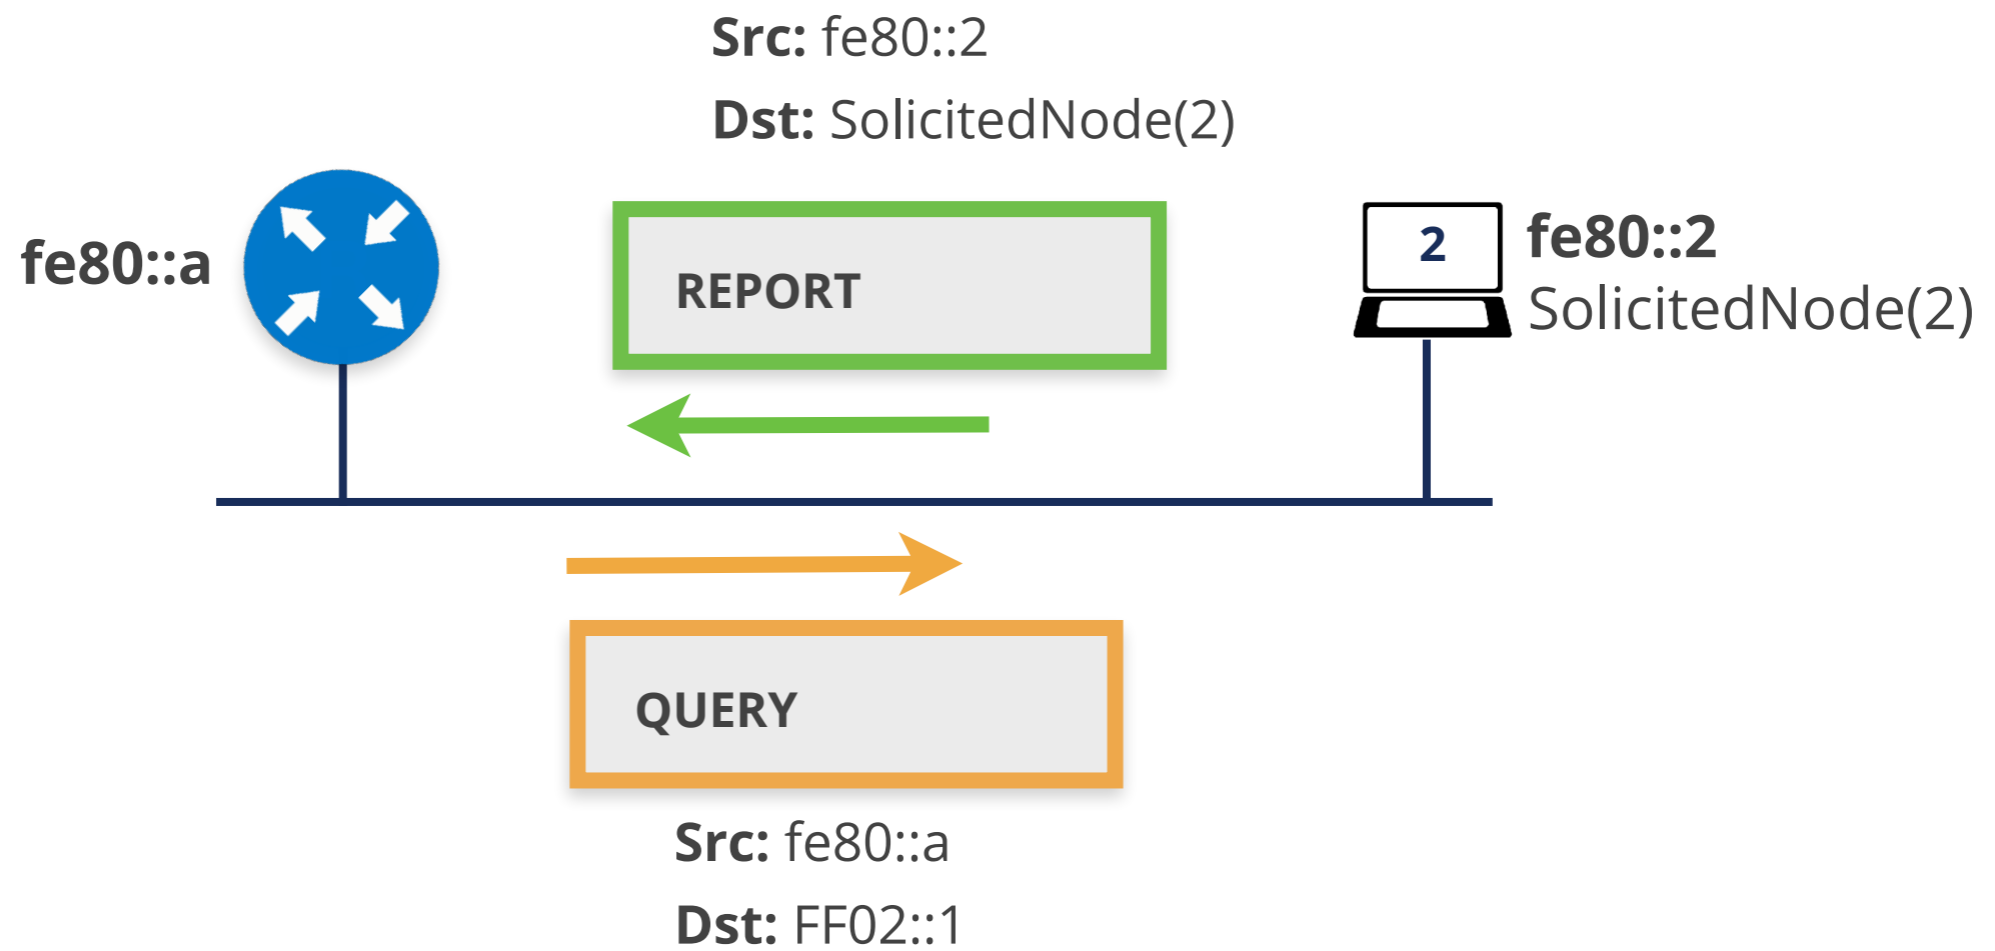 Src: fe80::2
Dst: SolicitedNode(2)
fe80::a
REPORT
2
fe80::2
SolicitedNode(2)
QUERY
Src: fe80::a
Dst: FF02::1